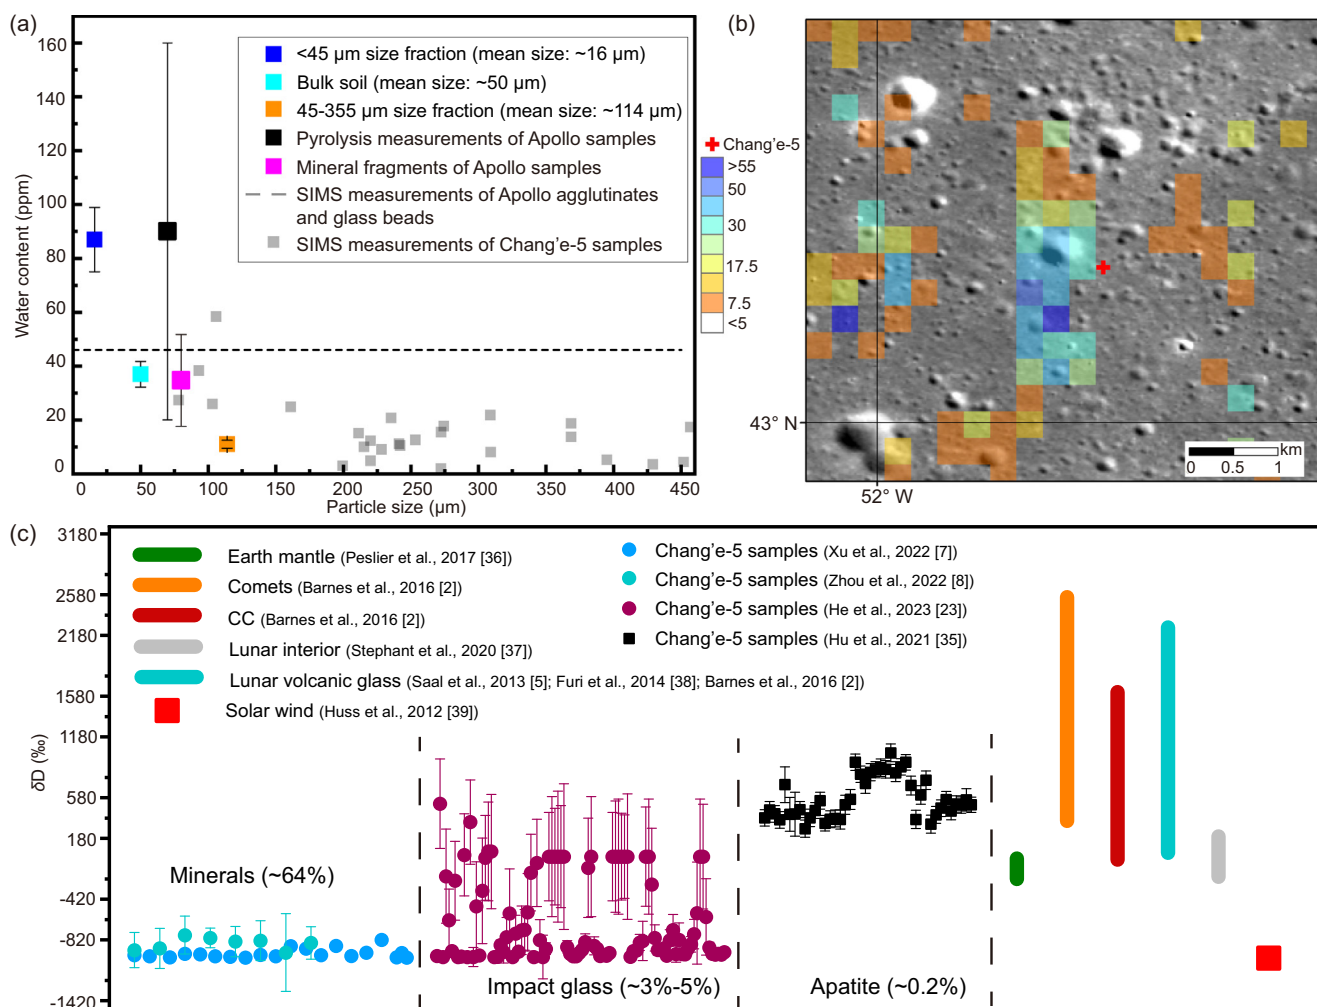 (a)
160
140
120
100
80
60
40
20
0
Water content (ppm)
<45 µm size fraction (mean size: ~16 µm)
Bulk soil (mean size: ~50 µm)
45-355 µm size fraction (mean size: ~114 µm)
Pyrolysis measurements of Apollo samples
Mineral fragments of Apollo samples
SIMS measurements of Apollo agglutinates
and glass beads
SIMS measurements of Chang'e-5 samples
0 50 100 150 200 250 300 350 400 450
Particle size (µm)
(b)
Chang'e-5
>55
50
30
17.5
7.5
<5
43° N
52° W
0 0.5 1
km
(c)
3180
2580
2180
1580
1180
580
180
-420
-820
-1420
δD (‰)
Earth mantle (Peslier et al., 2017 [36])
Comets (Barnes et al., 2016 [2])
CC (Barnes et al., 2016 [2])
Lunar interior (Stephant et al., 2020 [37])
Lunar volcanic glass (Saal et al., 2013 [5]; Furi et al., 2014 [38]; Barnes et al., 2016 [2])
Solar wind (Huss et al., 2012 [39])
Chang'e-5 samples (Xu et al., 2022 [7])
Chang'e-5 samples (Zhou et al., 2022 [8])
Chang'e-5 samples (He et al., 2023 [23])
Chang'e-5 samples (Hu et al., 2021 [35])
Minerals (~64%)
Impact glass (~3%-5%)
Apatite (~0.2%)